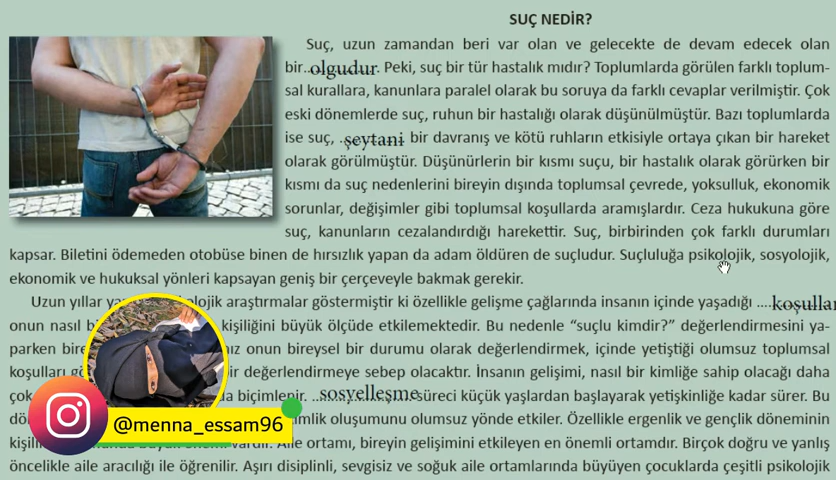 SUÇ NEDİR?
Suç, uzun zamandan beri var olan ve gelecekte de devam edecek olan
bir...olgudur. Peki, suç bir tür hastalık mıdır? Toplumlarda görülen farklı toplum-
sal kurallara, kanunlara paralel olarak bu soruya da farklı cevaplar verilmiştir. Çok
eski dönemlerde suç, ruhun bir hastalığı olarak düşünülmüştür. Bazı toplumlarda
ise suç, ..şeytani.. bir davranış ve kötü ruhların etkisiyle ortaya çıkan bir hareket
olarak görülmüştür. Düşünürlerin bir kısmı suçu, bir hastalık olarak görürken bir
kısmı da suç nedenlerini bireyin dışında toplumsal çevrede, yoksulluk, ekonomik
sorunlar, değişimler gibi toplumsal koşullarda aramışlardır. Ceza hukukuna göre
suç, kanunların cezalandırdığı harekettir. Suç, birbirinden çok farklı durumları
kapsar. Biletini ödemeden otobüse binen de hırsızlık yapan da adam öldüren de suçludur. Suçluluğa psikolojik, sosyolojik,
ekonomik ve hukuksal yönleri kapsayan geniş bir çerçeveyle bakmak gerekir.
Uzun yıllar araştırmalar göstermiştir ki özellikle gelişme çağlarında insanın içinde yaşadığı ....koşullar
onun nasıl kişiliğini büyük ölçüde etkilemektedir. Bu nedenle "suçlu kimdir?" değerlendirmesini ya-
parken onun bireysel bir durumu olarak değerlendirmek, içinde yetiştiği olumsuz toplumsal
koşulları bir değerlendirmeye sebep olacaktır. İnsanın gelişimi, nasıl bir kimliğe sahip olacağı daha
çok biçimlenir. ..sosyelleşme süreci küçük yaşlardan başlayarak yetişkinliğe kadar sürer. Bu
oluşumunu olumsuz yönde etkiler. Özellikle ergenlik ve gençlik döneminin
@menna_essam96
vardır. Aile ortamı, bireyin gelişimini etkileyen en önemli ortamdır. Birçok doğru ve yanlış
öncelikle aile aracılığı ile öğrenilir. Aşırı disiplinli, sevgisiz ve soğuk aile ortamlarında büyüyen çocuklarda çeşitli psikolojik